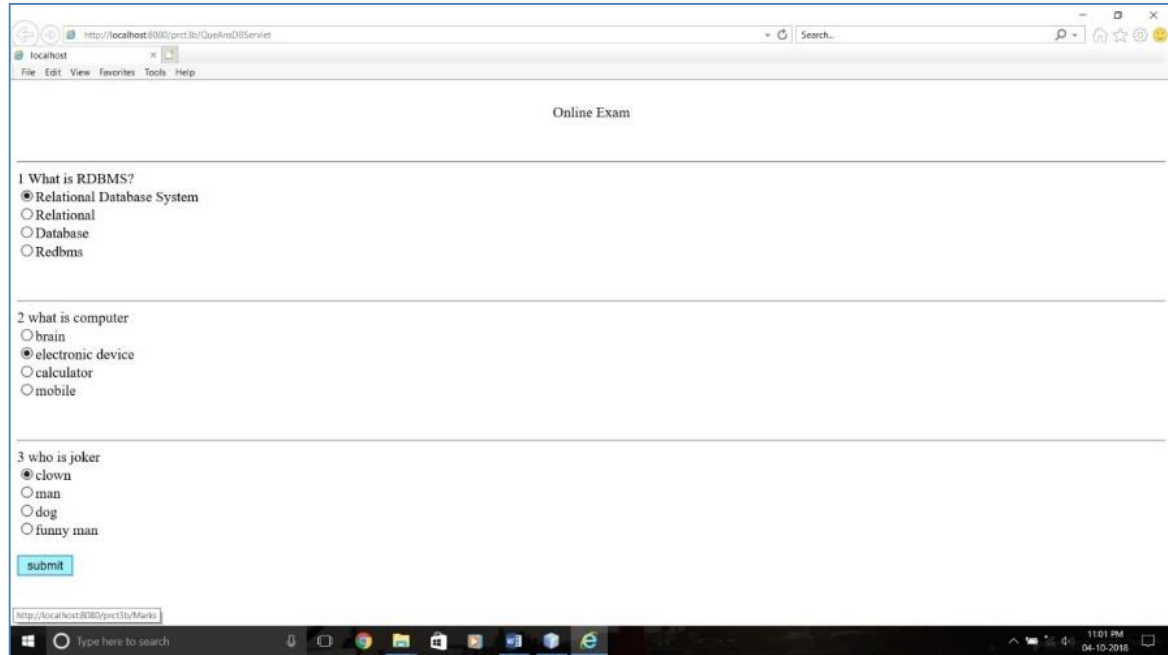 http://localhost:8080/prct3b/QueAnsDBServlet
Search...
localhost
File Edit View Favorites Tools Help
Online Exam
1 What is RDBMS?
Relational Database System
Relational
Database
Redbms
2 what is computer
brain
electronic device
calculator
mobile
3 who is joker
clown
man
dog
funny man
submit
http://localhost:8080/prct3b/Marks
Type here to search
11:01 PM
04-10-2018